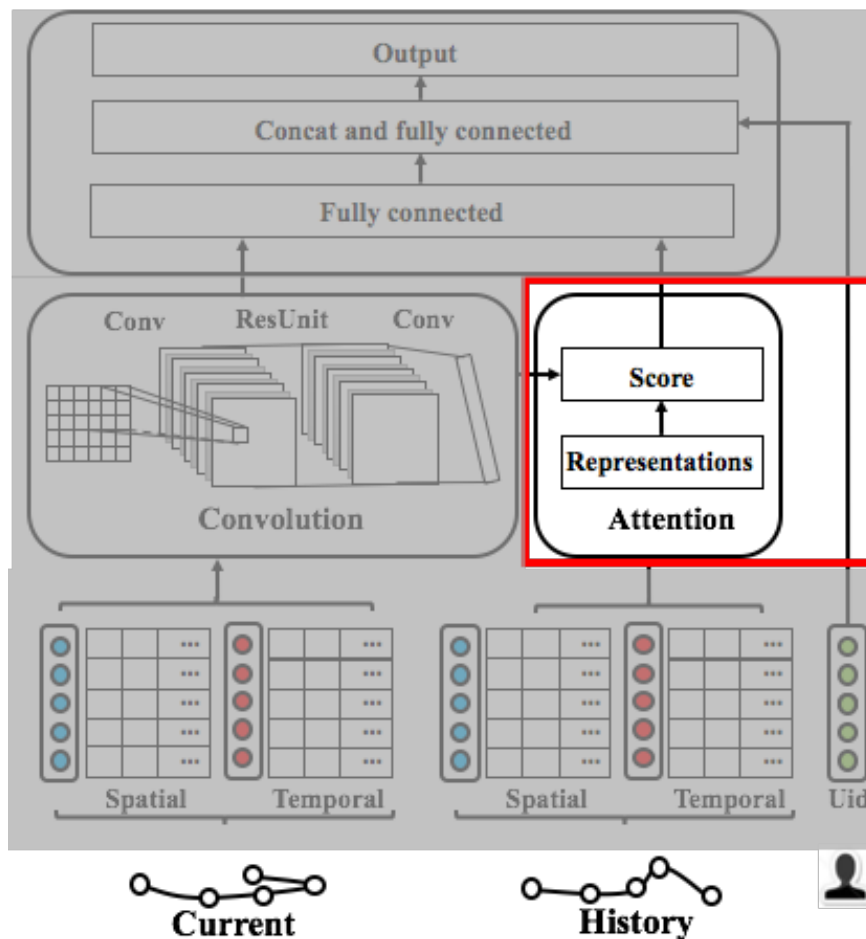 Output
Concat and fully connected
Fully connected
Conv ResUnit Conv
Score
Representations
Convolution
Attention
... ... ... ...
... ... ... ...
... ... ... ...
... ... ... ...
... ... ... ...
Spatial Temporal Spatial Temporal Uid
Current History